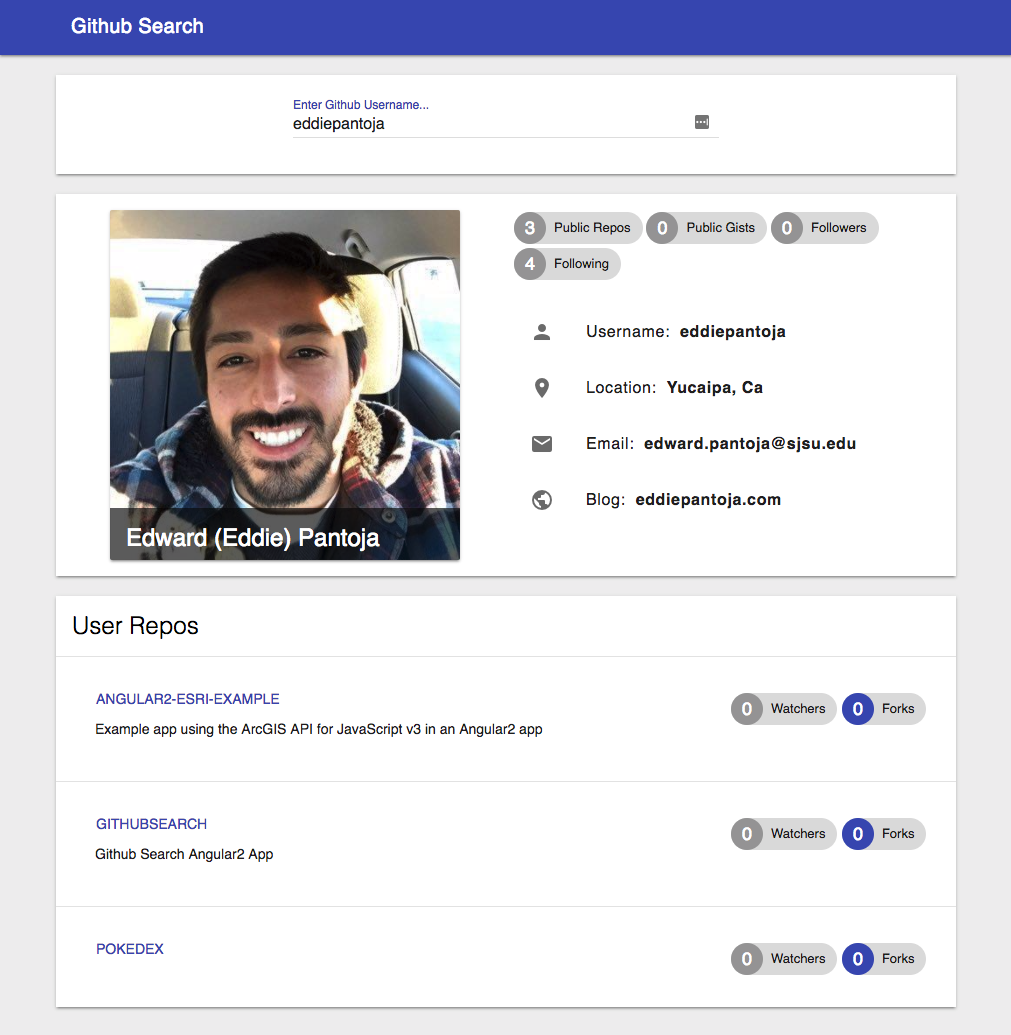 Github Search
Enter Github Username...
eddiepantoja
3 Public Repos 0 Public Gists 0 Followers
4 Following
Username: eddiepantoja
Location: Yucaipa, Ca
Email: edward.pantoja@sjsu.edu
Blog: eddiepantoja.com
Edward (Eddie) Pantoja
User Repos
ANGULAR2-ESRI-EXAMPLE
0 Watchers 0 Forks
Example app using the ArcGIS API for JavaScript v3 in an Angular2 app
GITHUBSEARCH
0 Watchers 0 Forks
Github Search Angular2 App
POKEDEX
0 Watchers 0 Forks